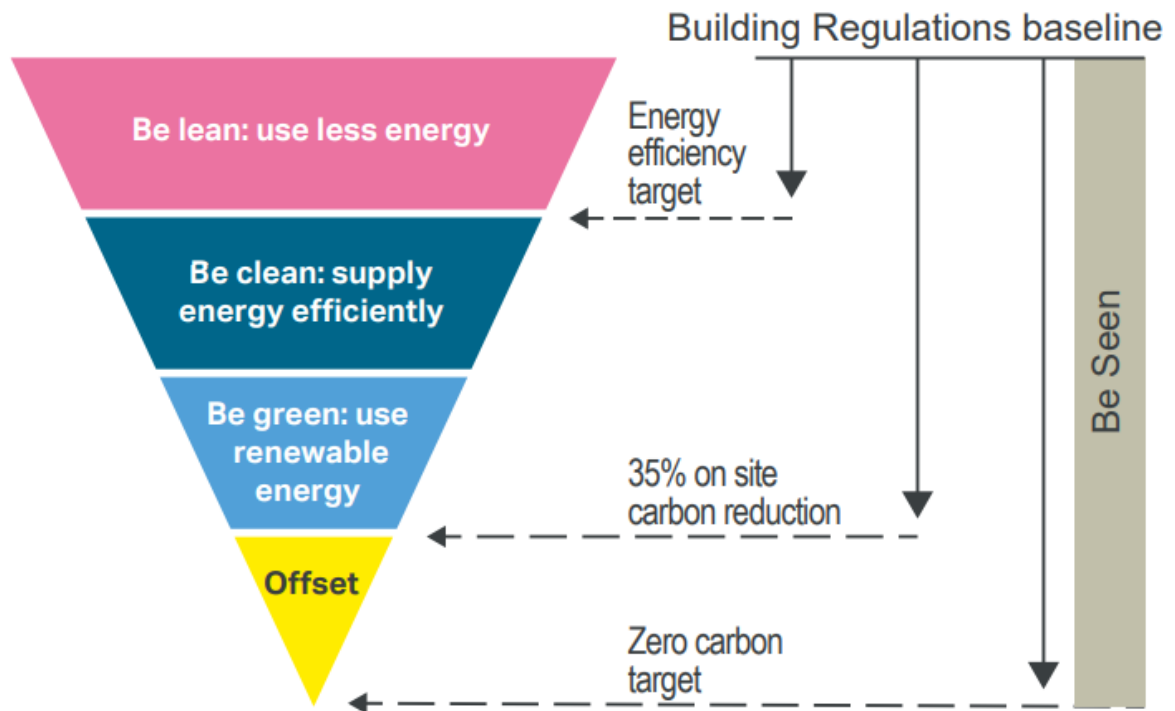 Building Regulations baseline
Be lean: use less energy
Energy
efficiency
target
Be clean: supply
energy efficiently
Be green: use
renewable
energy
35% on site
carbon reduction
Offset
Zero carbon
target
Be Seen